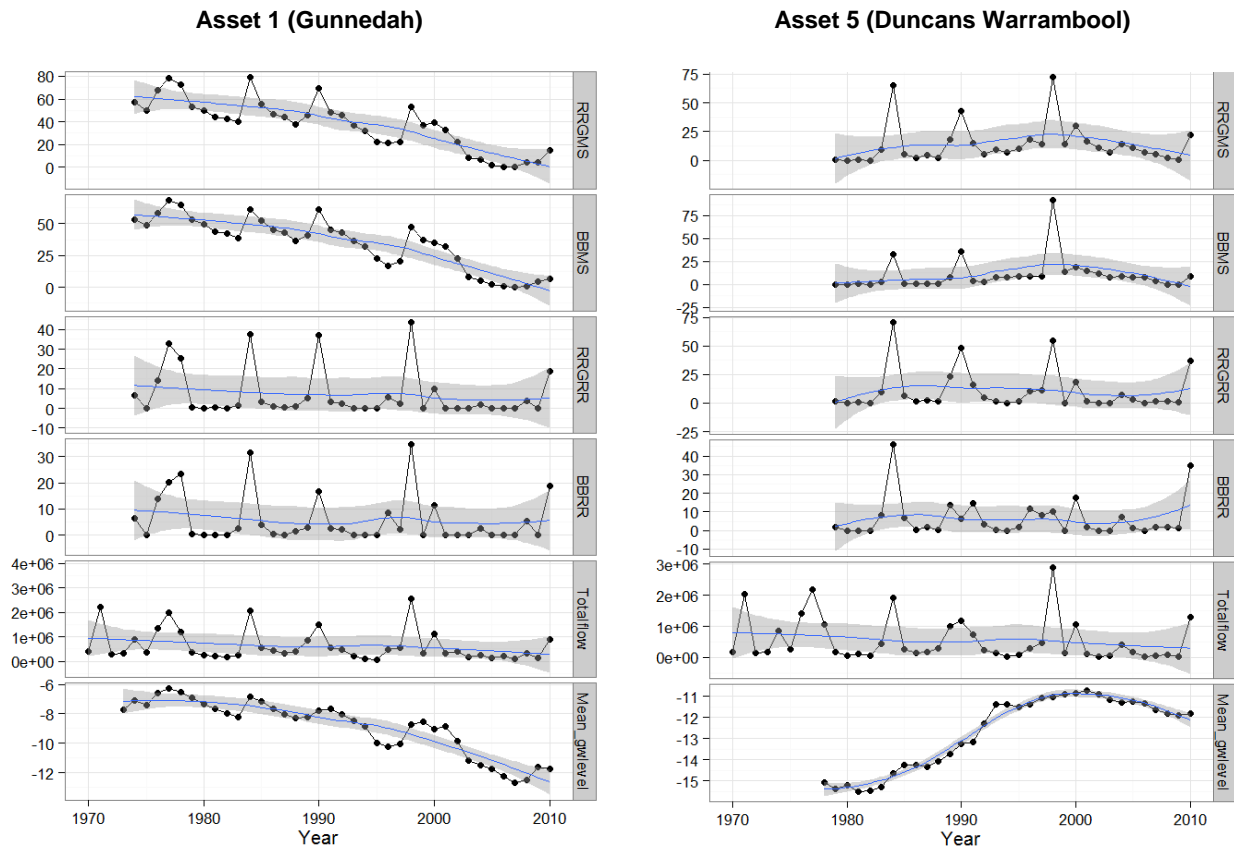 Asset 1 (Gunnedah)
80
60
40
20
0
RRGMS
50
25
0
BBMS
40
30
20
10
0
-10
RRGRR
30
20
10
0
BBRR
4e+06
3e+06
2e+06
1e+06
0e+00
Totalflow
-6
-8
-10
-12
Mean_gwlevel
1970 1980 1990 2000 2010
Year
Asset 5 (Duncans Warrambool)
75
50
25
0
RRGMS
75
50
25
0
-25
BBMS
75
50
25
0
-25
RRGRR
40
30
20
10
0
-10
BBRR
3e+06
2e+06
1e+06
0e+00
Totalflow
-11
-12
-13
-14
-15
Mean_gwlevel
1970 1980 1990 2000 2010
Year